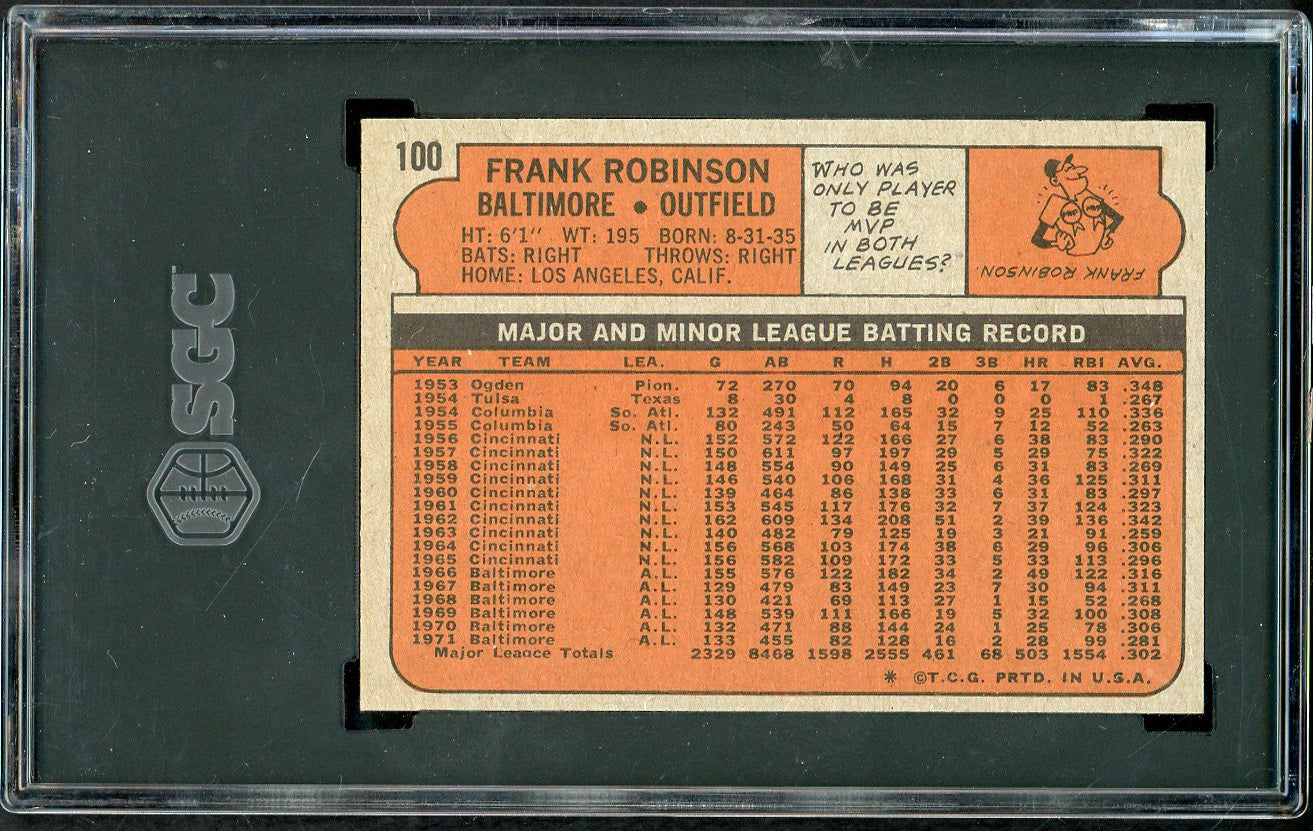 SGC
100
FRANK ROBINSON
BALTIMORE • OUTFIELD
HT: 6'1" WT: 195 BORN: 8-31-35
BATS: RIGHT THROWS: RIGHT
HOME: LOS ANGELES, CALIF.
WHO WAS
ONLY PLAYER
TO BE
MVP
IN BOTH
LEAGUES?
FRANK ROBINSON.
MAJOR AND MINOR LEAGUE BATTING RECORD
YEAR TEAM LEA. G AB R H 2B 3B HR RBI AVG.
1953 Ogden Pion. 72 270 70 94 20 6 17 83 .348
1954 Tulsa Texas 8 30 4 8 0 0 0 1 .267
1954 Columbia So. Atl. 132 491 112 165 32 9 25 110 .336
1955 Columbia So. Atl. 80 243 50 64 15 7 12 52 .263
1956 Cincinnati N.L. 152 572 122 166 27 6 38 83 .290
1957 Cincinnati N.L. 150 611 97 197 29 5 29 75 .322
1958 Cincinnati N.L. 148 554 90 149 25 6 31 83 .269
1959 Cincinnati N.L. 146 540 106 168 31 4 36 125 .311
1960 Cincinnati N.L. 139 464 86 138 33 6 31 83 .297
1961 Cincinnati N.L. 153 545 117 176 32 7 37 124 .323
1962 Cincinnati N.L. 162 609 134 208 51 2 39 136 .342
1963 Cincinnati N.L. 140 482 79 125 19 3 21 91 .259
1964 Cincinnati N.L. 156 568 103 174 38 6 29 96 .306
1965 Cincinnati N.L. 156 582 109 172 33 5 33 113 .296
1966 Baltimore A.L. 155 576 122 182 34 2 49 122 .316
1967 Baltimore A.L. 129 479 83 149 23 7 30 94 .311
1968 Baltimore A.L. 130 421 69 113 27 1 15 52 .268
1969 Baltimore A.L. 148 539 111 166 19 5 32 100 .308
1970 Baltimore A.L. 132 471 88 144 24 1 25 78 .306
1971 Baltimore A.L. 133 455 82 128 16 2 28 99 .281
Major League Totals 2329 8468 1598 2555 461 68 503 1554 .302
* ©T.C.G. PRTD. IN U.S.A.